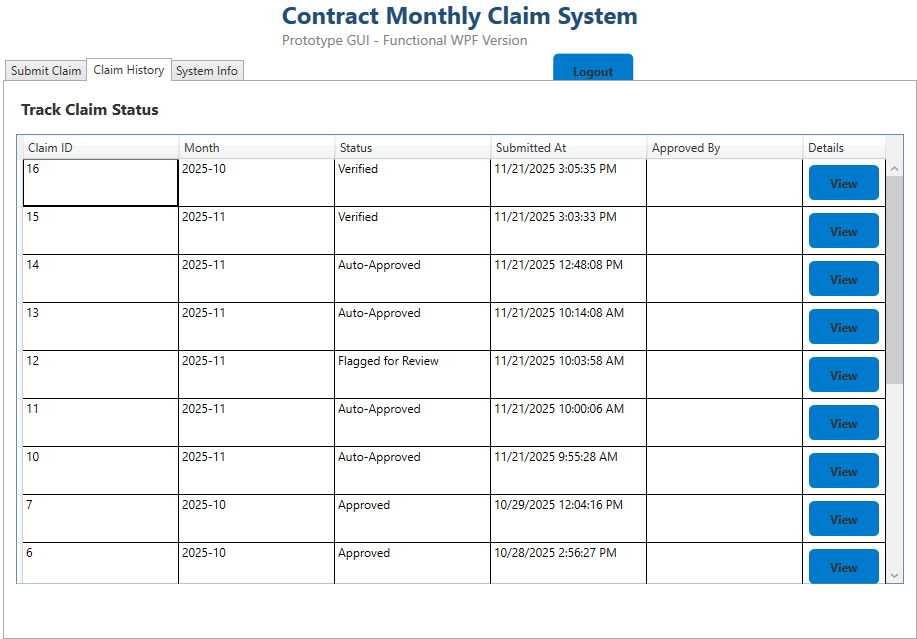 Contract Monthly Claim System
Prototype GUI - Functional WPF Version
Submit Claim Claim History System Info Logout
Track Claim Status
Claim ID Month Status Submitted At Approved By Details
16 2025-10 Verified 11/21/2025 3:05:35 PM View
15 2025-11 Verified 11/21/2025 3:03:33 PM View
14 2025-11 Auto-Approved 11/21/2025 12:48:08 PM View
13 2025-11 Auto-Approved 11/21/2025 10:14:08 AM View
12 2025-11 Flagged for Review 11/21/2025 10:03:58 AM View
11 2025-11 Auto-Approved 11/21/2025 10:00:06 AM View
10 2025-11 Auto-Approved 11/21/2025 9:55:28 AM View
7 2025-10 Approved 10/29/2025 12:04:16 PM View
6 2025-10 Approved 10/28/2025 2:56:27 PM View